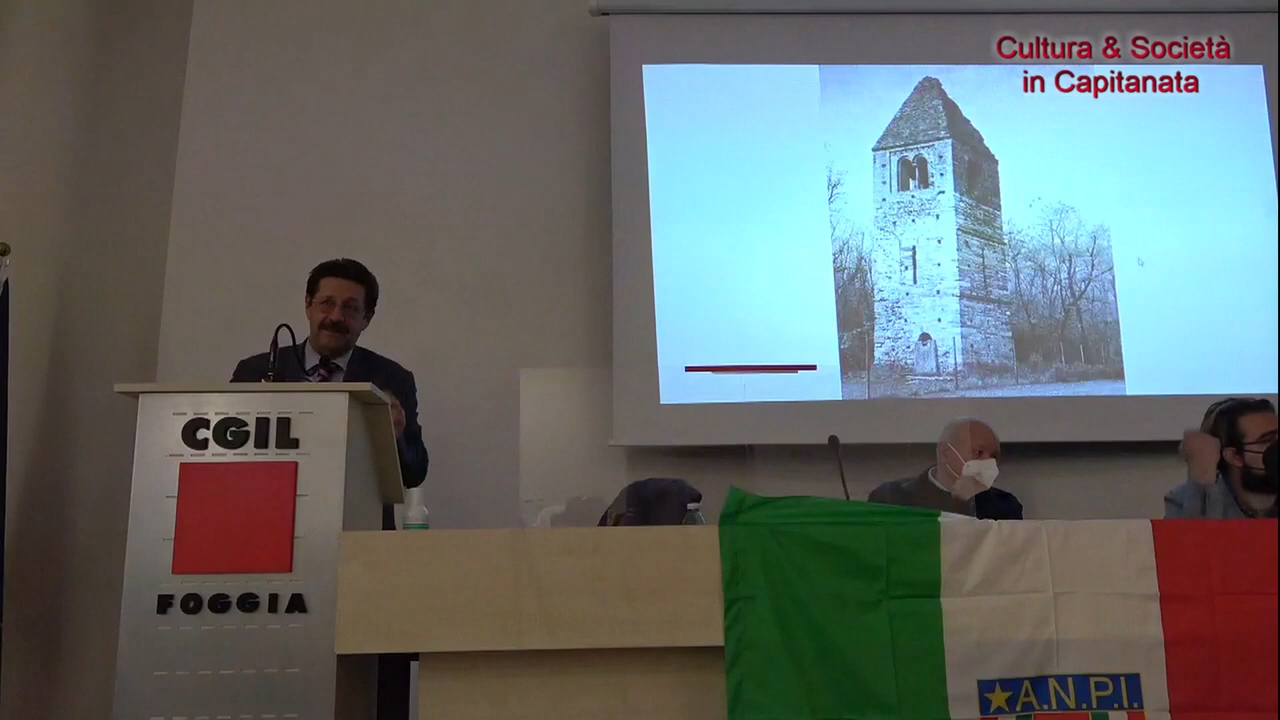 Cultura & Società
in Capitanata
CGIL
FOGGIA
A.N.P.I.